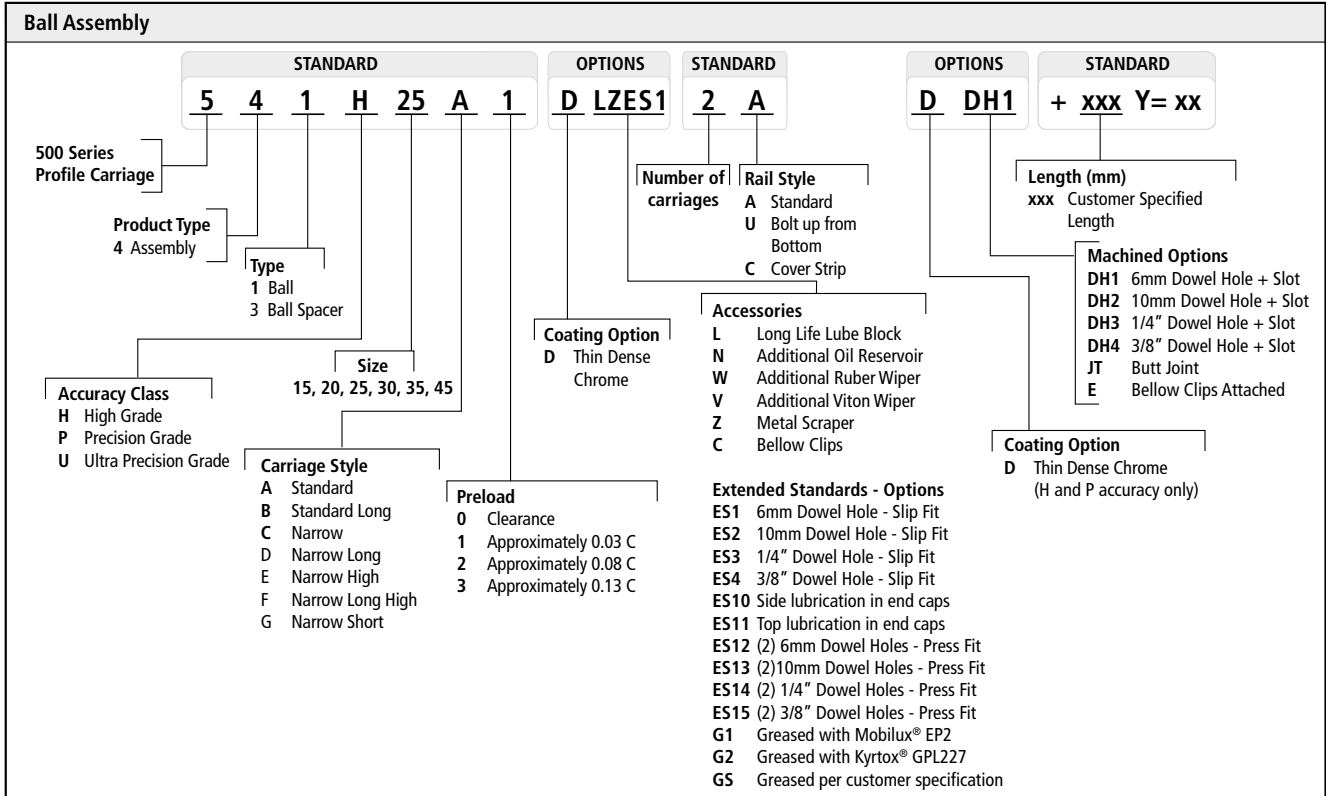 Ball Assembly
STANDARD
OPTIONS
STANDARD
OPTIONS
STANDARD
5 4 1 H 25 A 1
D LZES1
2 A
D DH1
+ xxx Y= xx
500 Series
Profile Carriage
Product Type
4 Assembly
Type
1 Ball
3 Ball Spacer
Accuracy Class
H High Grade
P Precision Grade
U Ultra Precision Grade
Size
15, 20, 25, 30, 35, 45
Carriage Style
A Standard
B Standard Long
C Narrow
D Narrow Long
E Narrow High
F Narrow Long High
G Narrow Short
Preload
0 Clearance
1 Approximately 0.03 C
2 Approximately 0.08 C
3 Approximately 0.13 C
Coating Option
D Thin Dense
Chrome
Number of
carriages
Rail Style
A Standard
U Bolt up from
Bottom
C Cover Strip
Accessories
L Long Life Lube Block
N Additional Oil Reservoir
W Additional Ruber Wiper
V Additional Viton Wiper
Z Metal Scraper
C Bellow Clips
Extended Standards - Options
ES1 6mm Dowel Hole - Slip Fit
ES2 10mm Dowel Hole - Slip Fit
ES3 1/4" Dowel Hole - Slip Fit
ES4 3/8" Dowel Hole - Slip Fit
ES10 Side lubrication in end caps
ES11 Top lubrication in end caps
ES12 (2) 6mm Dowel Holes - Press Fit
ES13 (2)10mm Dowel Holes - Press Fit
ES14 (2) 1/4" Dowel Holes - Press Fit
ES15 (2) 3/8" Dowel Holes - Press Fit
G1 Greased with Mobilux® EP2
G2 Greased with Kyrtox® GPL227
GS Greased per customer specification
Length (mm)
xxx Customer Specified
Length
Machined Options
DH1 6mm Dowel Hole + Slot
DH2 10mm Dowel Hole + Slot
DH3 1/4" Dowel Hole + Slot
DH4 3/8" Dowel Hole + Slot
JT Butt Joint
E Bellow Clips Attached
Coating Option
D Thin Dense Chrome
(H and P accuracy only)